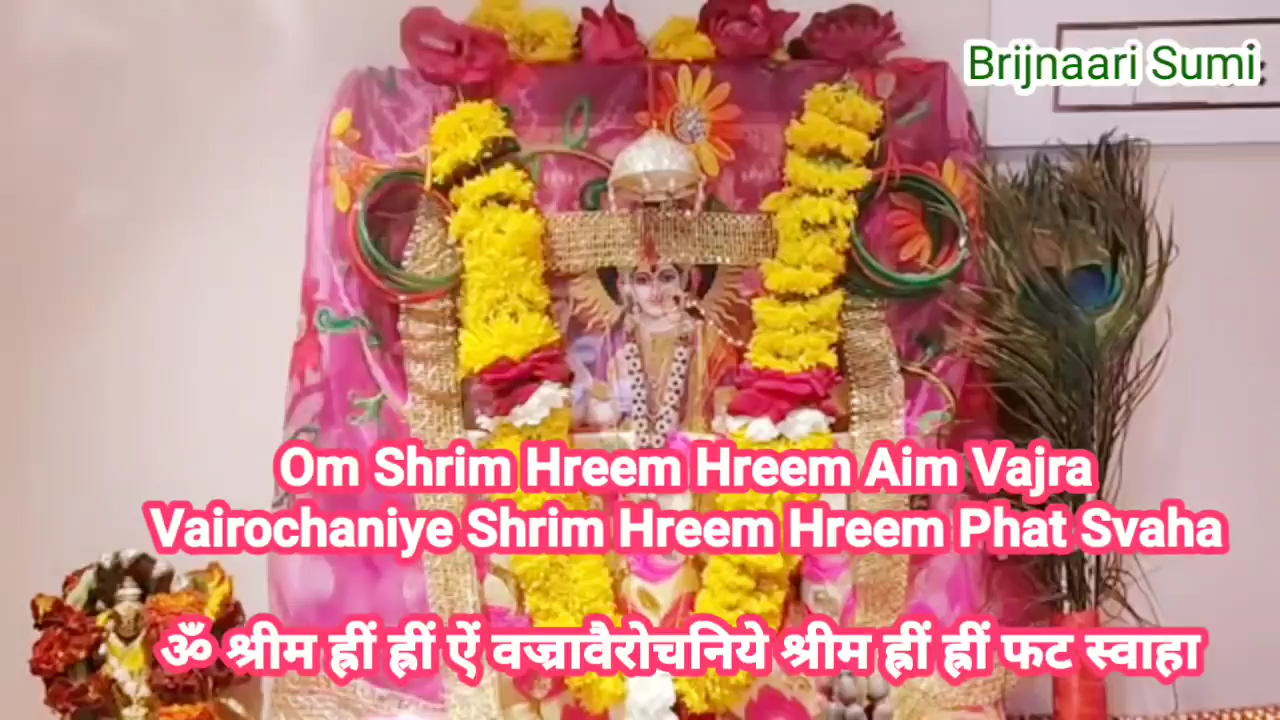 Brijnaari Sumi
Om Shrim Hreem Hreem Aim Vajra
Vairochaniye Shrim Hreem Hreem Phat Svaha
ॐ श्रीम ह्रीं ह्रीं ऐं वज्रावैरोचनिये श्रीम ह्रीं ह्रीं फट स्वाहा